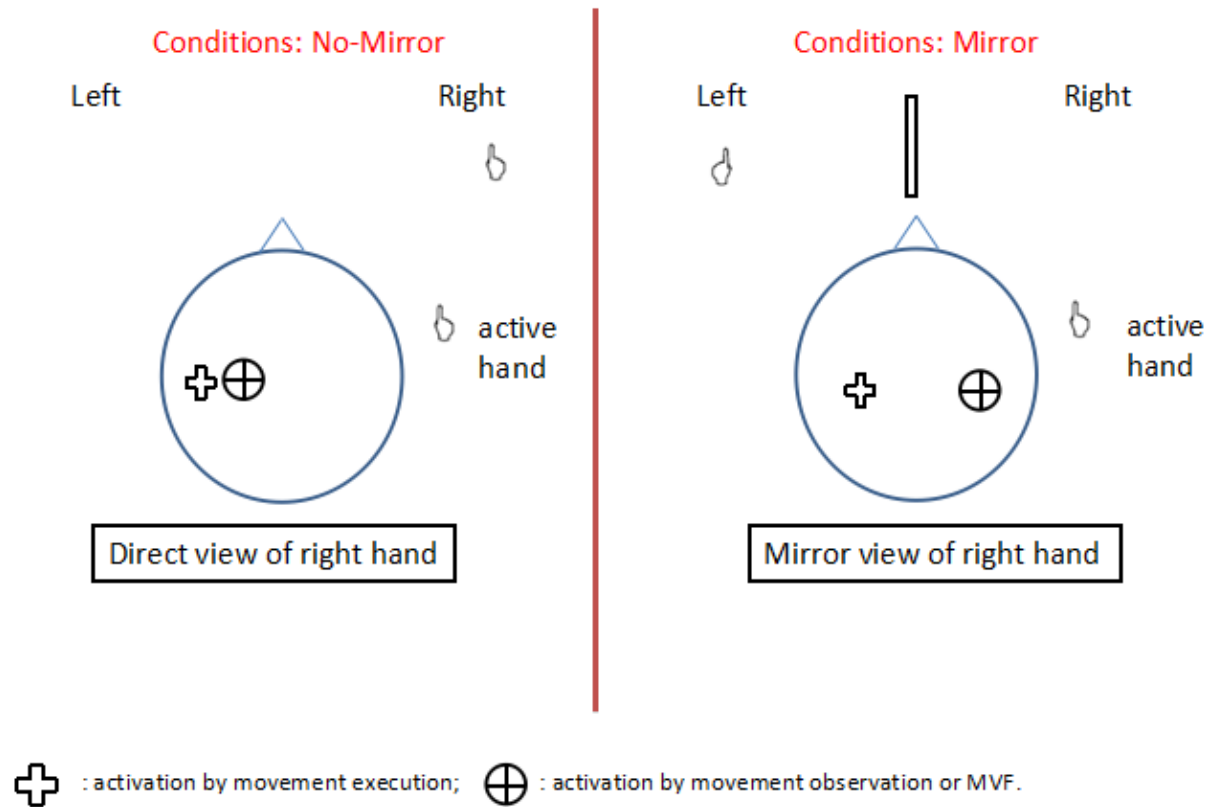 Conditions: No-Mirror
Left
Right
active
hand
Direct view of right hand
Conditions: Mirror
Left
Right
active
hand
Mirror view of right hand
: activation by movement execution;
: activation by movement observation or MVF.